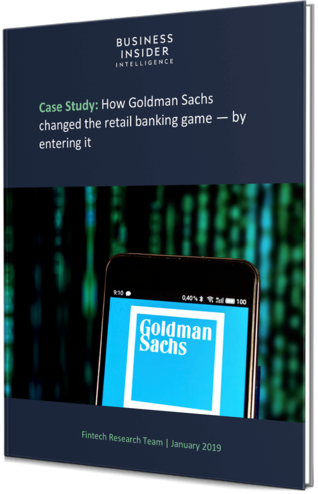 BUSINESS
INSIDER
INTELLIGENCE
Case Study: How Goldman Sachs
changed the retail banking game — by
entering it
9:10
0,40% 100
Goldman
Sachs
Fintech Research Team | January 2019